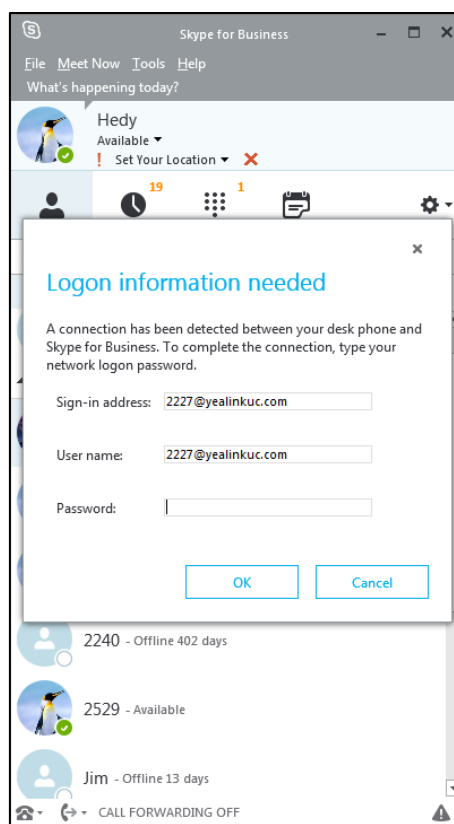 Skype for Business
File Meet Now Tools Help
What's happening today?
Hedy
Available
! Set Your Location
19
1
Logon information needed
A connection has been detected between your desk phone and
Skype for Business. To complete the connection, type your
network logon password.
Sign-in address: 2227@yealinkuc.com
User name: 2227@yealinkuc.com
Password:
OK Cancel
2240 - Offline 402 days
2529 - Available
Jim - Offline 13 days
CALL FORWARDING OFF